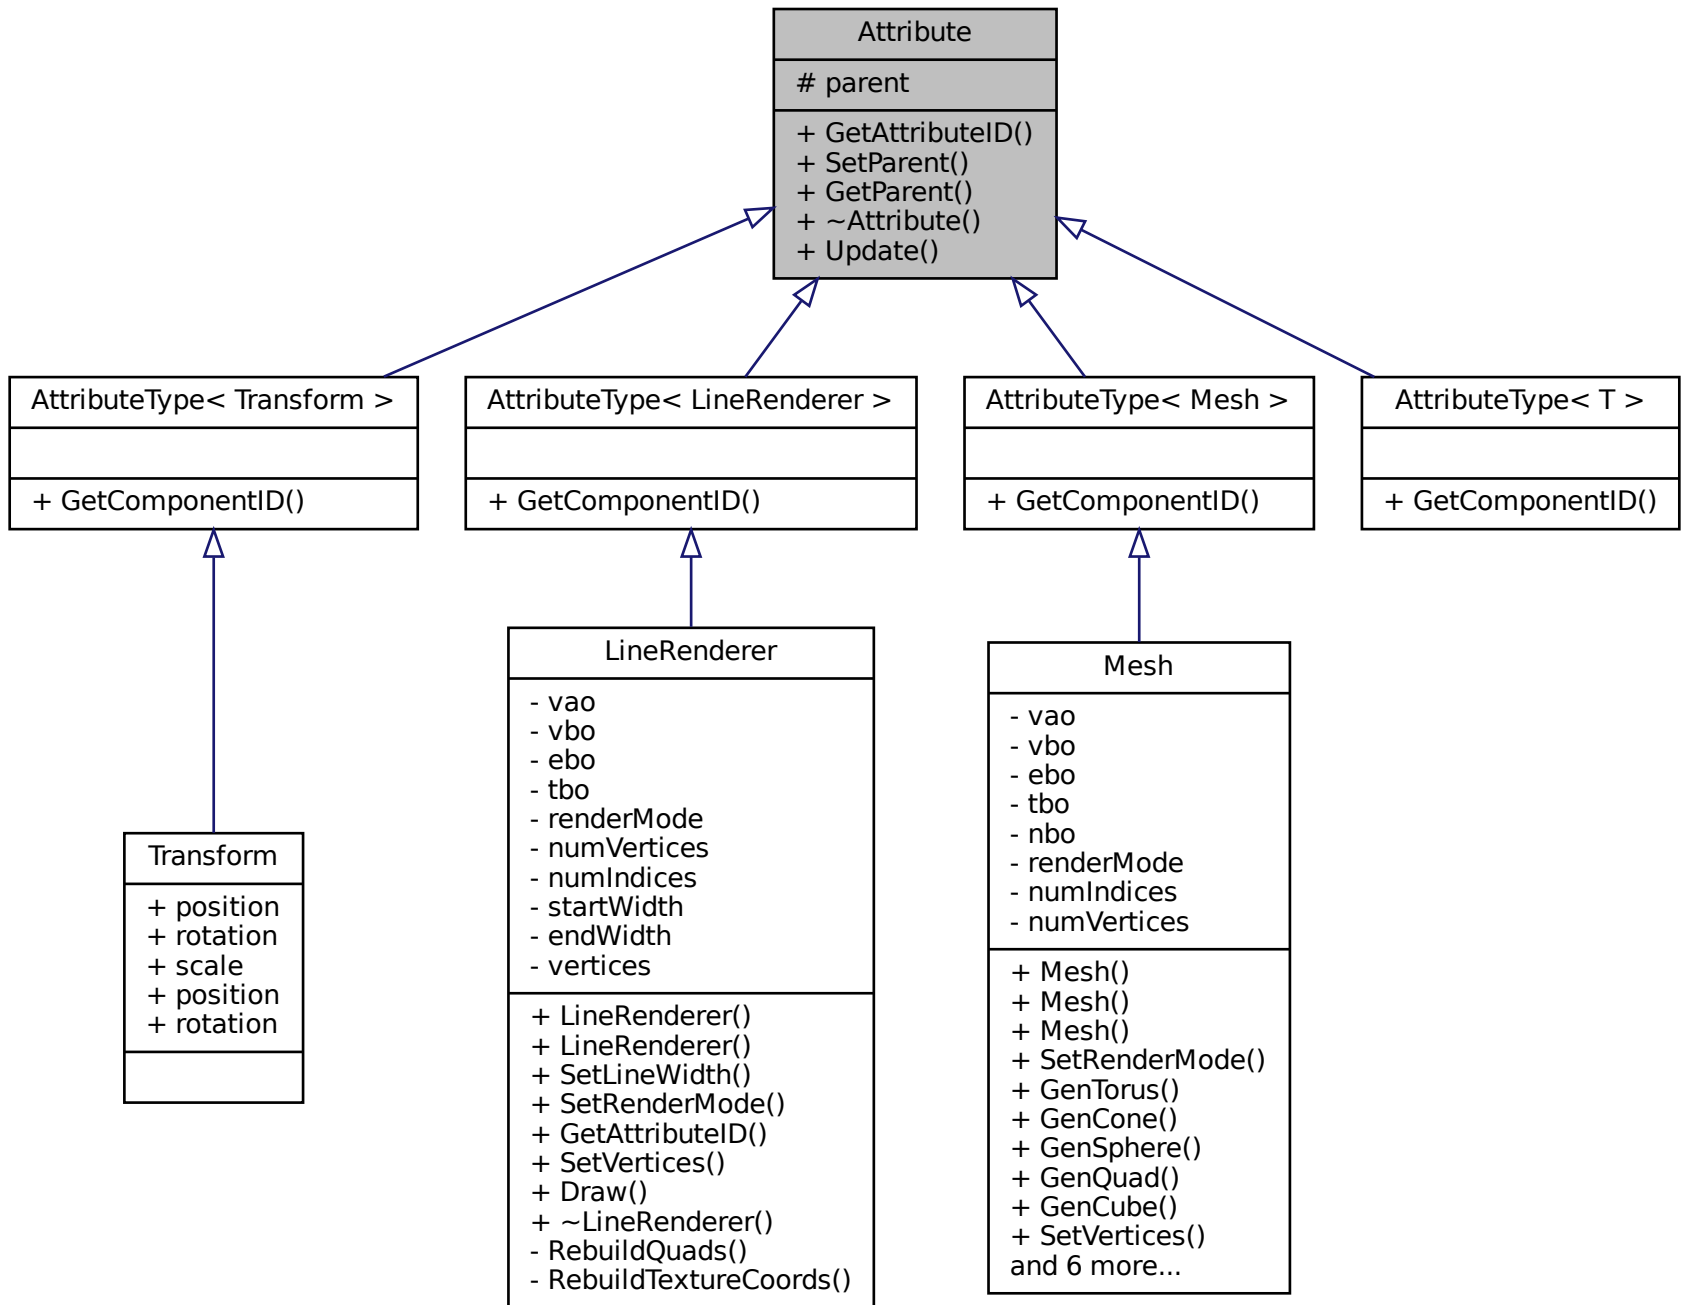 Attribute
# parent
+ GetAttributeID()
+ SetParent()
+ GetParent()
+ ~Attribute()
+ Update()
AttributeType< Transform >
+ GetComponentID()
AttributeType< LineRenderer >
+ GetComponentID()
AttributeType< Mesh >
+ GetComponentID()
AttributeType< T >
+ GetComponentID()
Transform
+ position
+ rotation
+ scale
+ position
+ rotation
LineRenderer
- vao
- vbo
- ebo
- tbo
- renderMode
- numVertices
- numIndices
- startWidth
- endWidth
- vertices
+ LineRenderer()
+ LineRenderer()
+ SetLineWidth()
+ SetRenderMode()
+ GetAttributeID()
+ SetVertices()
+ Draw()
+ ~LineRenderer()
- RebuildQuads()
- RebuildTextureCoords()
Mesh
- vao
- vbo
- ebo
- tbo
- nbo
- renderMode
- numIndices
- numVertices
+ Mesh()
+ Mesh()
+ Mesh()
+ SetRenderMode()
+ GenTorus()
+ GenCone()
+ GenSphere()
+ GenQuad()
+ GenCube()
+ SetVertices()
and 6 more...